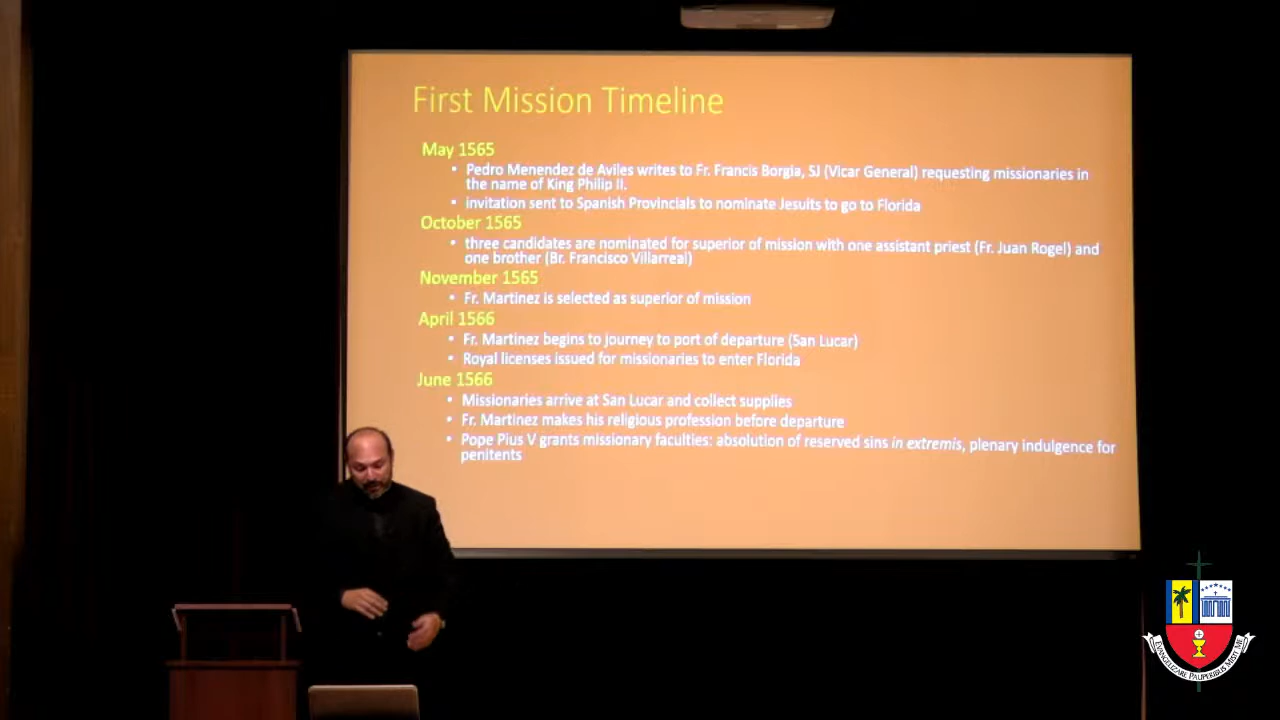 First Mission Timeline
May 1565
• Pedro Menendez de Aviles writes to Fr. Francis Borgia, SJ (Vicar General) requesting missionaries in
the name of King Philip II.
• invitation sent to Spanish Provincials to nominate Jesuits to go to Florida
October 1565
• three candidates are nominated for superior of mission with one assistant priest (Fr. Juan Rogel) and
one brother (Br. Francisco Villarreal)
November 1565
• Fr. Martinez is selected as superior of mission
April 1566
• Fr. Martinez begins to journey to port of departure (San Lucar)
• Royal licenses issued for missionaries to enter Florida
June 1566
• Missionaries arrive at San Lucar and collect supplies
• Fr. Martinez makes his religious profession before departure
• Pope Pius V grants missionary faculties: absolution of reserved sins in extremis, plenary indulgence for
penitents
EVANGELIZARE PAUPERIBUS MISIT ME